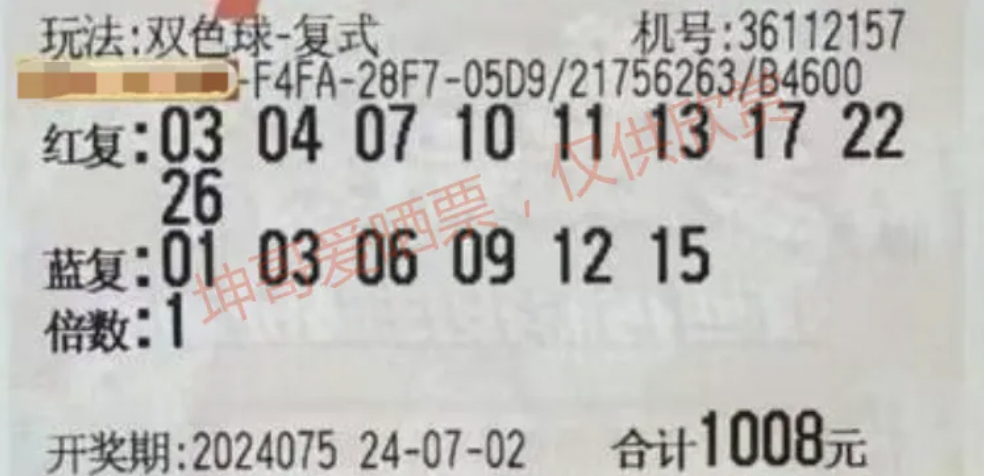 玩法:双色球-复式 机号:36112157
-F4FA-28F7-05D9/21756263/B4600
红复:03 04 07 10 11 13 17 22
26
蓝复:01 03 06 09 12 15
倍数:1
坤哥爱晒票，仅供欣赏
开奖期:2024075 24-07-02 合计1008元